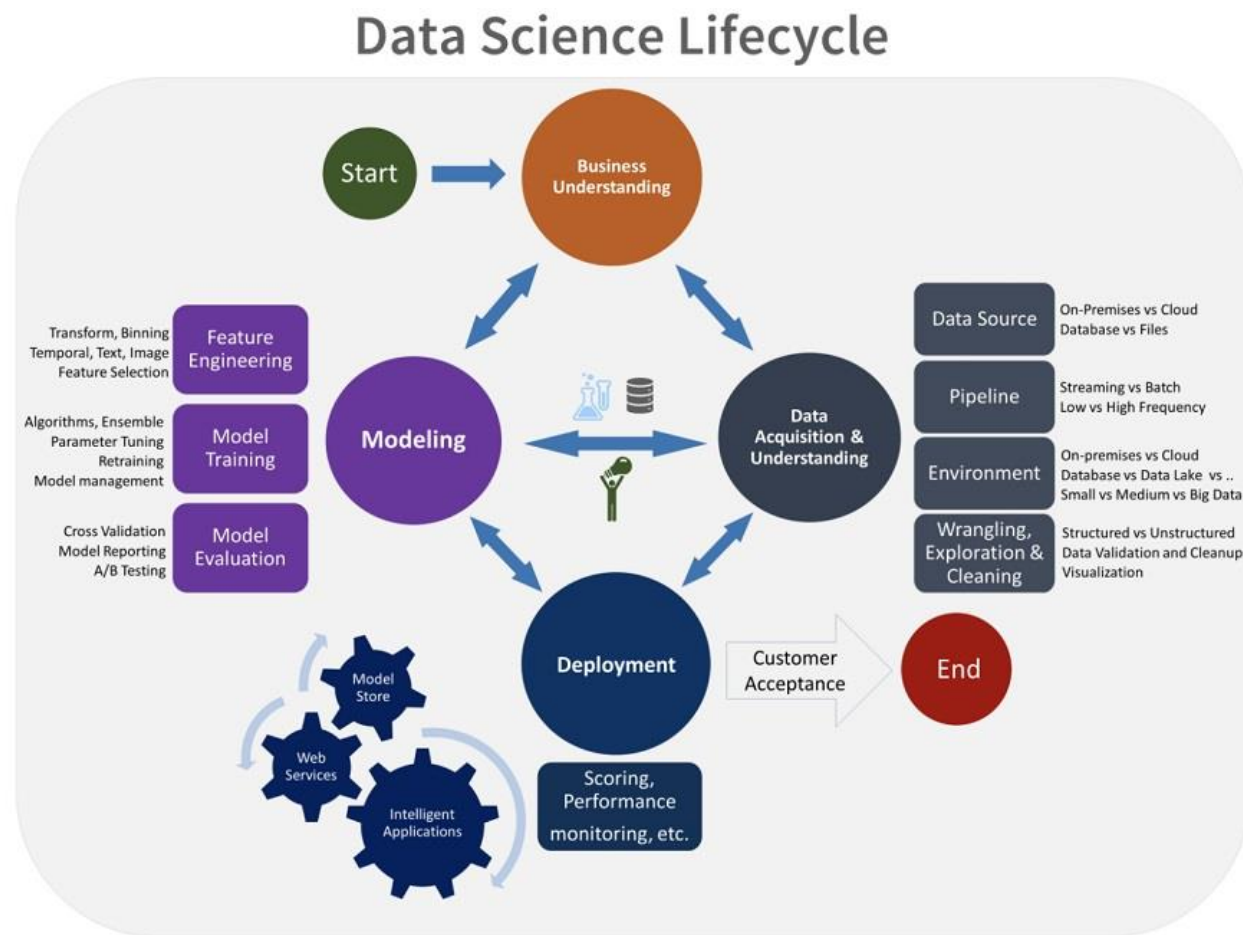 Data Science Lifecycle
Start
Business
Understanding
Transform, Binning
Temporal, Text, Image
Feature Selection
Feature
Engineering
Algorithms, Ensemble
Parameter Tuning
Retraining
Model management
Model
Training
Cross Validation
Model Reporting
A/B Testing
Model
Evaluation
Modeling
Data
Acquisition &
Understanding
Data Source
On-Premises vs Cloud
Database vs Files
Pipeline
Streaming vs Batch
Low vs High Frequency
Environment
On-premises vs Cloud
Database vs Data Lake vs ..
Small vs Medium vs Big Data
Wrangling,
Exploration &
Cleaning
Structured vs Unstructured
Data Validation and Cleanup
Visualization
Deployment
Customer
Acceptance
End
Model
Store
Web
Services
Intelligent
Applications
Scoring,
Performance
monitoring, etc.